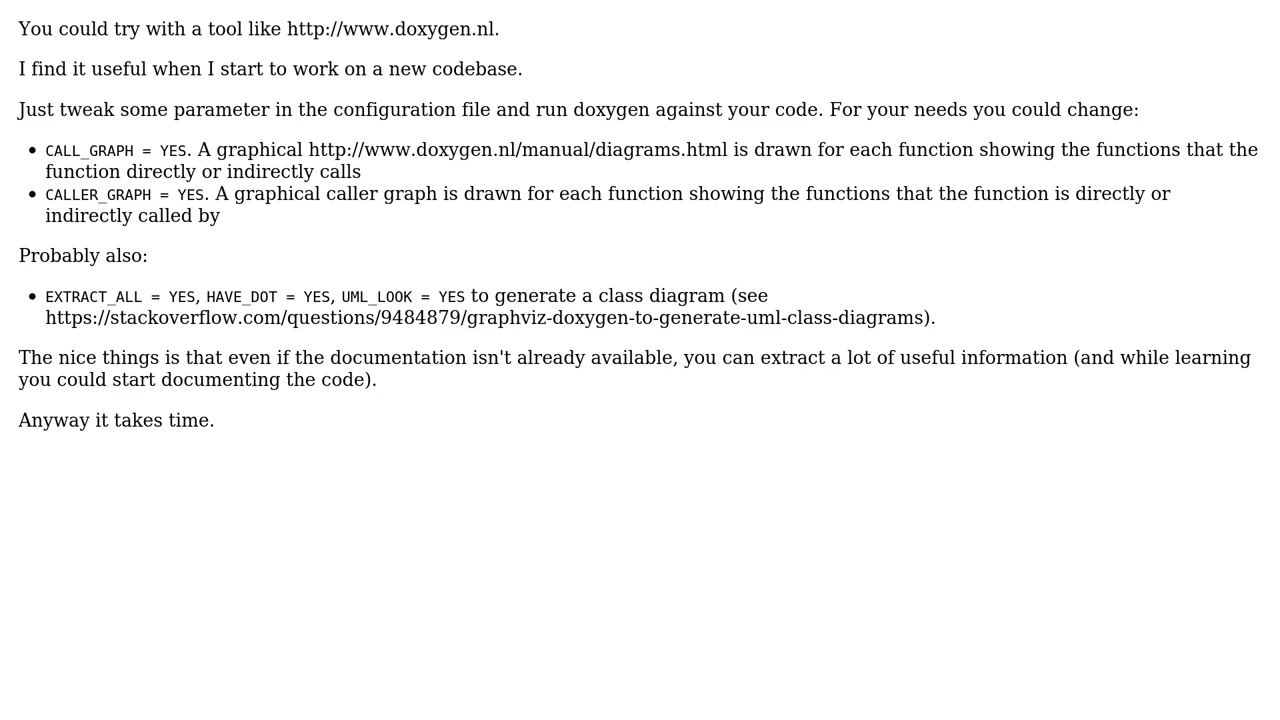 You could try with a tool like http://www.doxygen.nl.
I find it useful when I start to work on a new codebase.
Just tweak some parameter in the configuration file and run doxygen against your code. For your needs you could change:
• CALL_GRAPH = YES. A graphical http://www.doxygen.nl/manual/diagrams.html is drawn for each function showing the functions that the
function directly or indirectly calls
• CALLER_GRAPH = YES. A graphical caller graph is drawn for each function showing the functions that the function is directly or
indirectly called by
Probably also:
• EXTRACT_ALL = YES, HAVE_DOT = YES, UML_LOOK = YES to generate a class diagram (see
https://stackoverflow.com/questions/9484879/graphviz-doxygen-to-generate-uml-class-diagrams).
The nice things is that even if the documentation isn't already available, you can extract a lot of useful information (and while learning
you could start documenting the code).
Anyway it takes time.